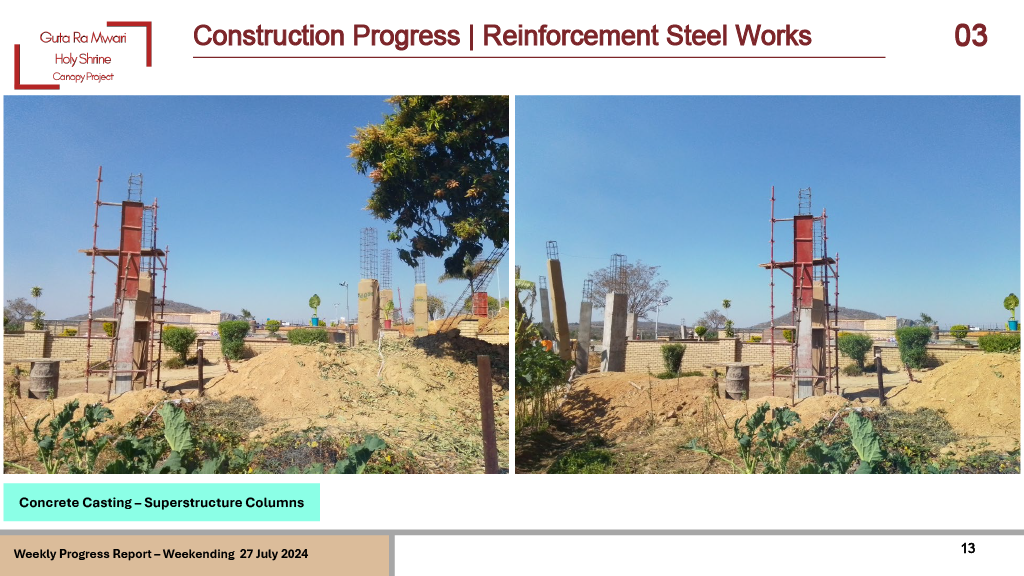 Guta Ra Mwari
Holy Shrine
Canopy Project
Construction Progress | Reinforcement Steel Works
03
Concrete Casting – Superstructure Columns
Weekly Progress Report – Weekending 27 July 2024
13